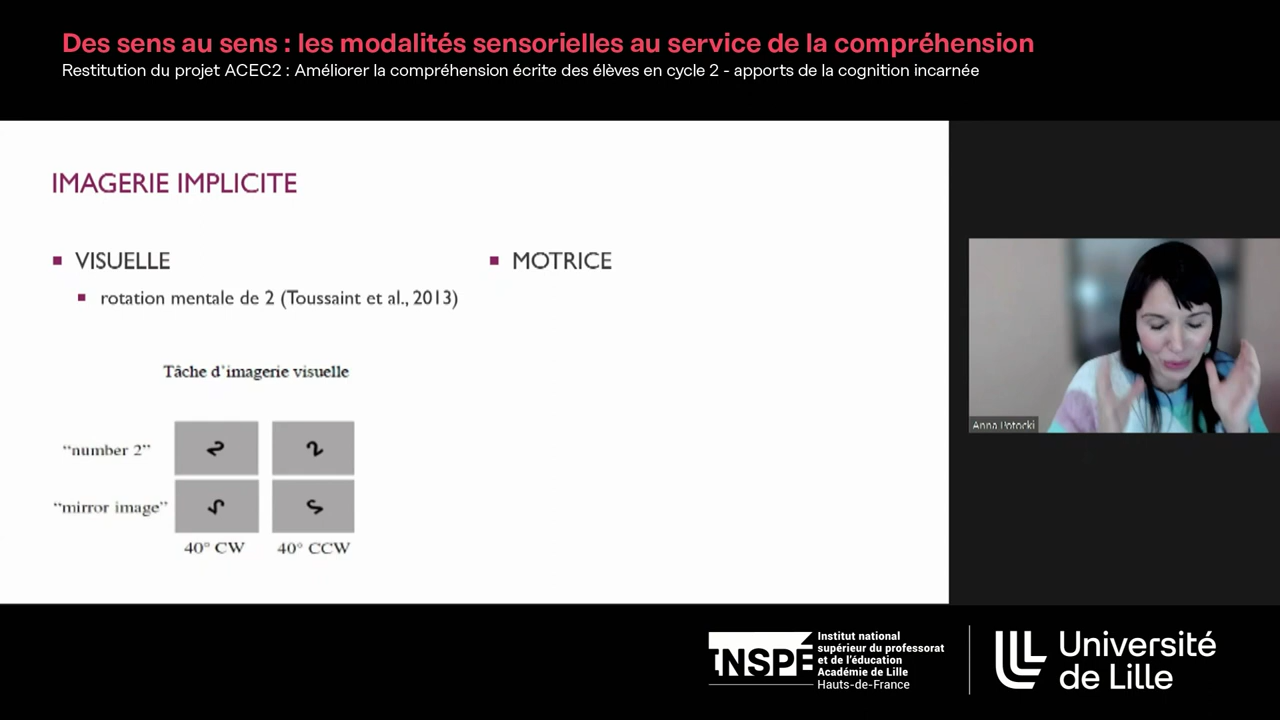 Des sens au sens : les modalités sensorielles au service de la compréhension
Restitution du projet ACEC2 : Améliorer la compréhension écrite des élèves en cycle 2 - apports de la cognition incarnée
IMAGERIE IMPLICITE
VISUELLE
rotation mentale de 2 (Toussaint et al., 2013)
MOTRICE
Tâche d'imagerie visuelle
"number 2"
2 2
"mirror image"
40° CW 40° CCW
Anna Potocki
INSPÉ
Institut national
supérieur du professorat
et de l'éducation
Académie de Lille
Hauts-de-France
Université
de Lille